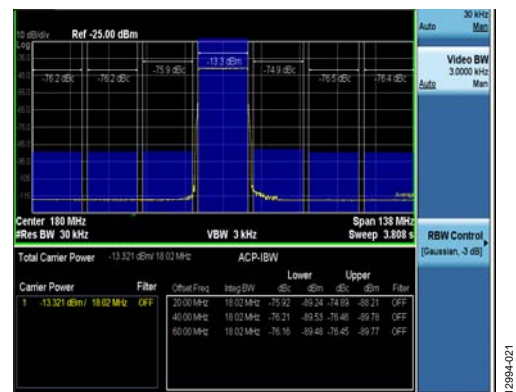 10 dB/div Ref -25.00 dBm
Log
-76.2 dBc
-76.2 dBc
-75.9 dBc
-13.3 dBm
-74.9 dBc
-76.5 dBc
-76.4 dBc
Average
Center 180 MHz Span 138 MHz
#Res BW 30 kHz VBW 3 kHz Sweep 3.808 s
Total Carrier Power -13.321 dBm/ 18.02 MHz ACP-IBW
Lower Upper
Carrier Power Filter Offset Freq Integ BW dBc dBm dBc dBm Filter
1 -13.321 dBm / 18.02 MHz OFF 20.00 MHz 18.02 MHz -75.92 -89.24 -74.89 -88.21 OFF
40.00 MHz 18.02 MHz -76.21 -89.53 -76.46 -89.78 OFF
60.00 MHz 18.02 MHz -76.16 -89.48 -76.45 -89.77 OFF
30 kHz
Auto Man
Video BW
3.0000 kHz
Auto Man
RBW Control
[Gaussian, -3 dB]
12994-021